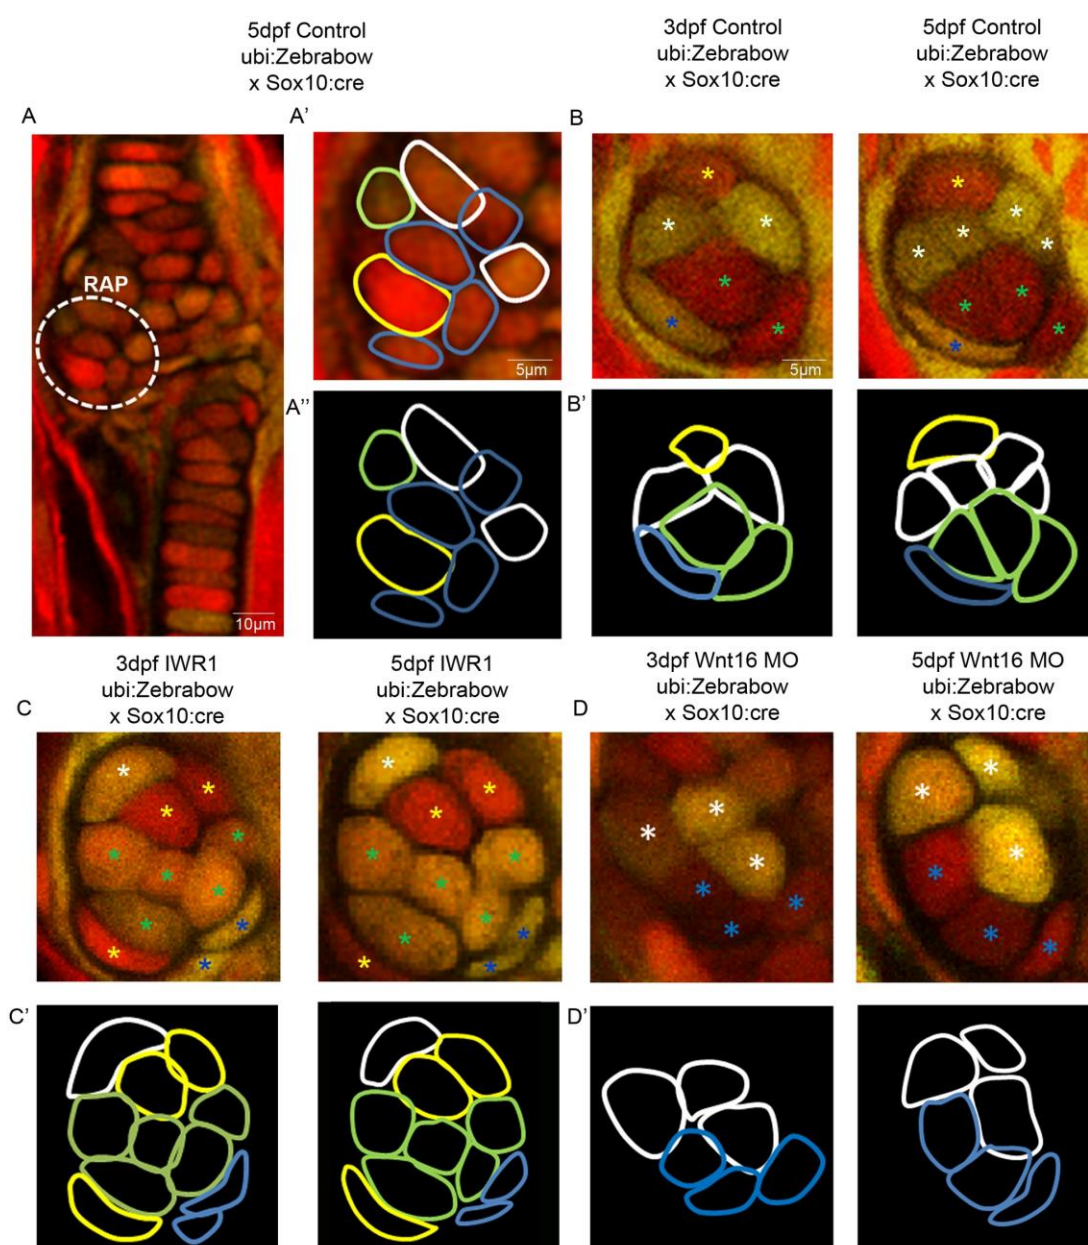 5dpf Control
ubi:Zebrabow
x Sox10:cre
3dpf Control
ubi:Zebrabow
x Sox10:cre
5dpf Control
ubi:Zebrabow
x Sox10:cre
A
A’
B
RAP
5µm
5µm
A’’
B’
10µm
3dpf IWR1
ubi:Zebrabow
x Sox10:cre
5dpf IWR1
ubi:Zebrabow
x Sox10:cre
3dpf Wnt16 MO
ubi:Zebrabow
x Sox10:cre
5dpf Wnt16 MO
ubi:Zebrabow
x Sox10:cre
C
D
C’
D’